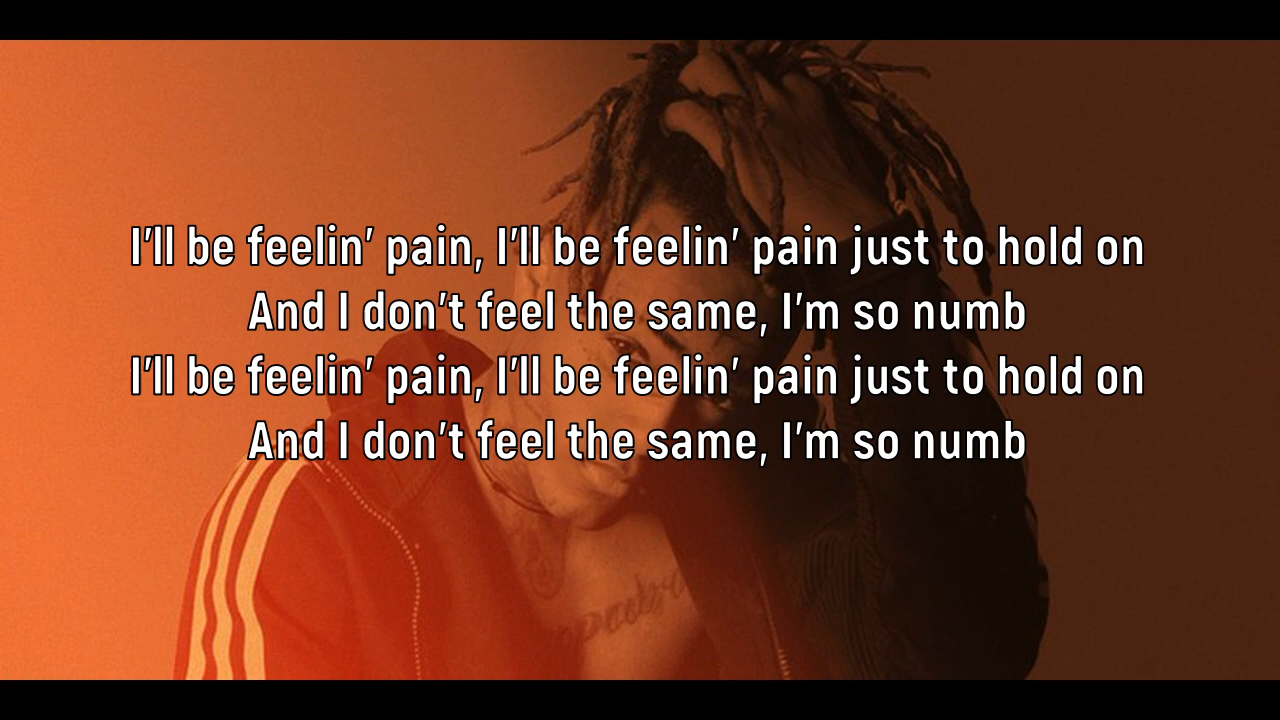 I’ll be feelin’ pain, I’ll be feelin’ pain just to hold on
And I don’t feel the same, I’m so numb
I’ll be feelin’ pain, I’ll be feelin’ pain just to hold on
And I don’t feel the same, I’m so numb